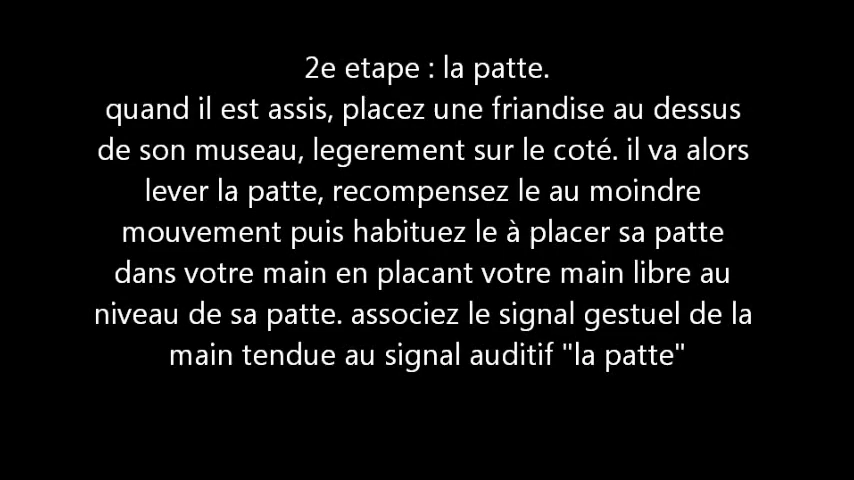 2e etape : la patte.
quand il est assis, placez une friandise au dessus
de son museau, legerement sur le coté. il va alors
lever la patte, recompensez le au moindre
mouvement puis habituez le à placer sa patte
dans votre main en placant votre main libre au
niveau de sa patte. associez le signal gestuel de la
main tendue au signal auditif "la patte"